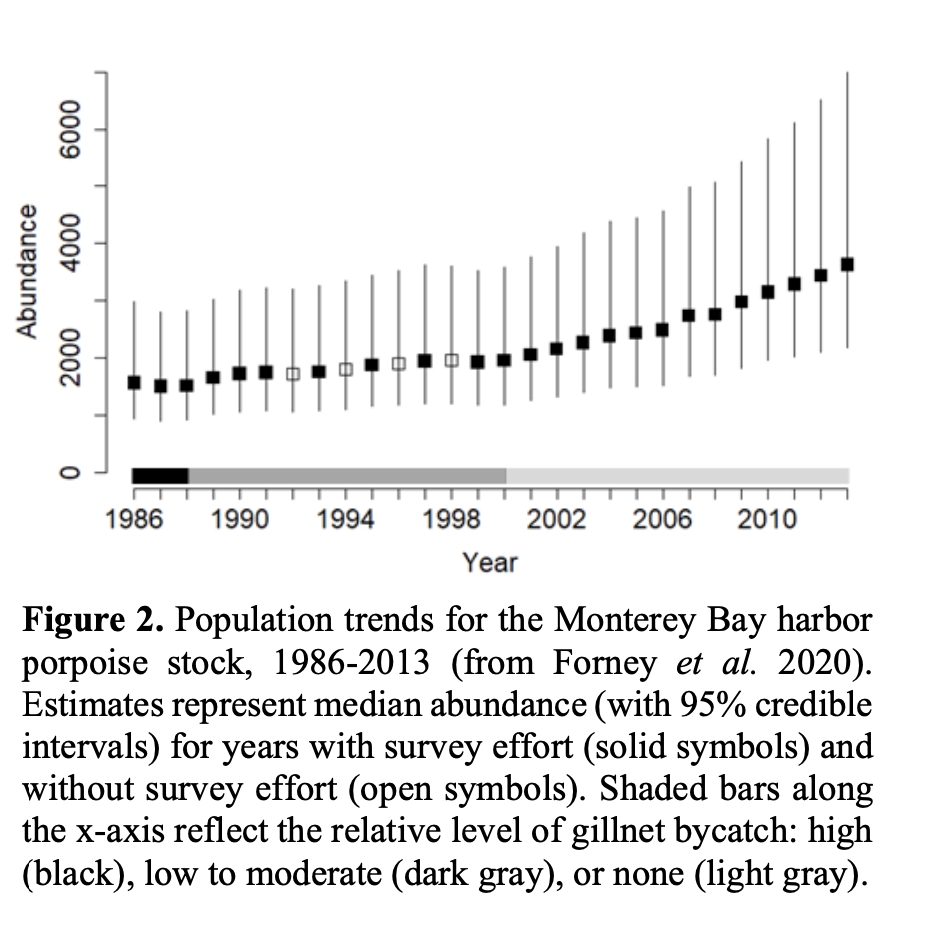 6000
4000
2000
0
Abundance
1986 1990 1994 1998 2002 2006 2010
Year
Figure 2. Population trends for the Monterey Bay harbor
porpoise stock, 1986-2013 (from Forney et al. 2020).
Estimates represent median abundance (with 95% credible
intervals) for years with survey effort (solid symbols) and
without survey effort (open symbols). Shaded bars along
the x-axis reflect the relative level of gillnet bycatch: high
(black), low to moderate (dark gray), or none (light gray).